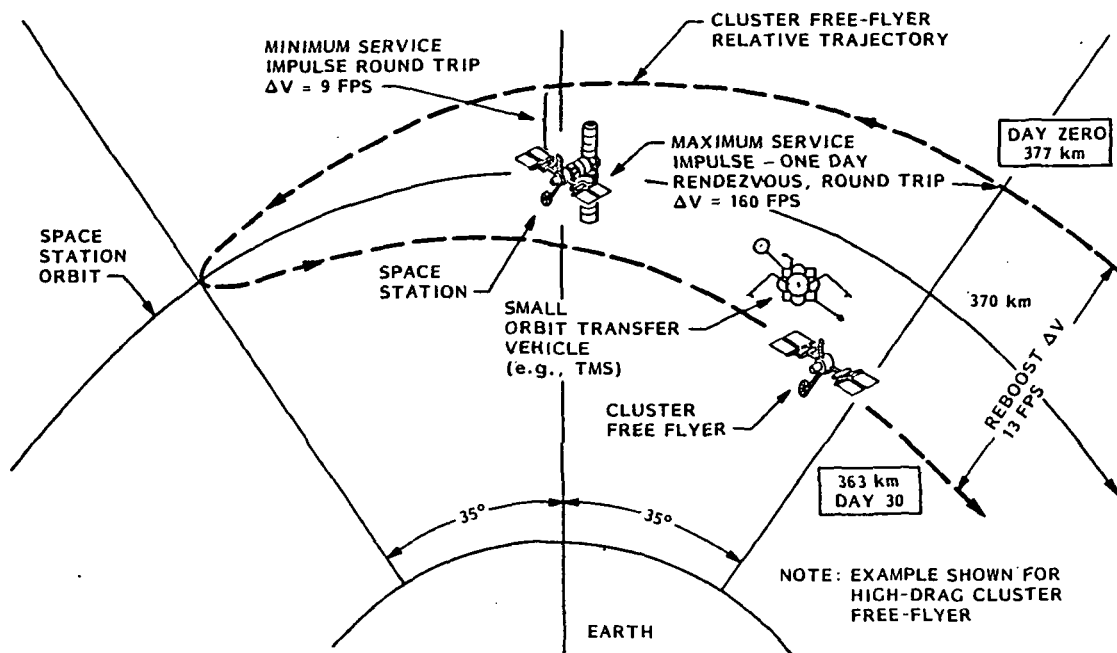 CLUSTER FREE-FLYER
RELATIVE TRAJECTORY
MINIMUM SERVICE
IMPULSE ROUND TRIP
ΔV = 9 FPS
DAY ZERO
377 km
MAXIMUM SERVICE
IMPULSE – ONE DAY
RENDEZVOUS, ROUND TRIP
ΔV = 160 FPS
SPACE
STATION
ORBIT
SPACE
STATION
SMALL
ORBIT TRANSFER
VEHICLE
(e.g., TMS)
370 km
REBOOST ΔV
13 FPS
CLUSTER
FREE FLYER
363 km
DAY 30
35°
35°
NOTE: EXAMPLE SHOWN FOR
HIGH-DRAG CLUSTER
FREE-FLYER
EARTH